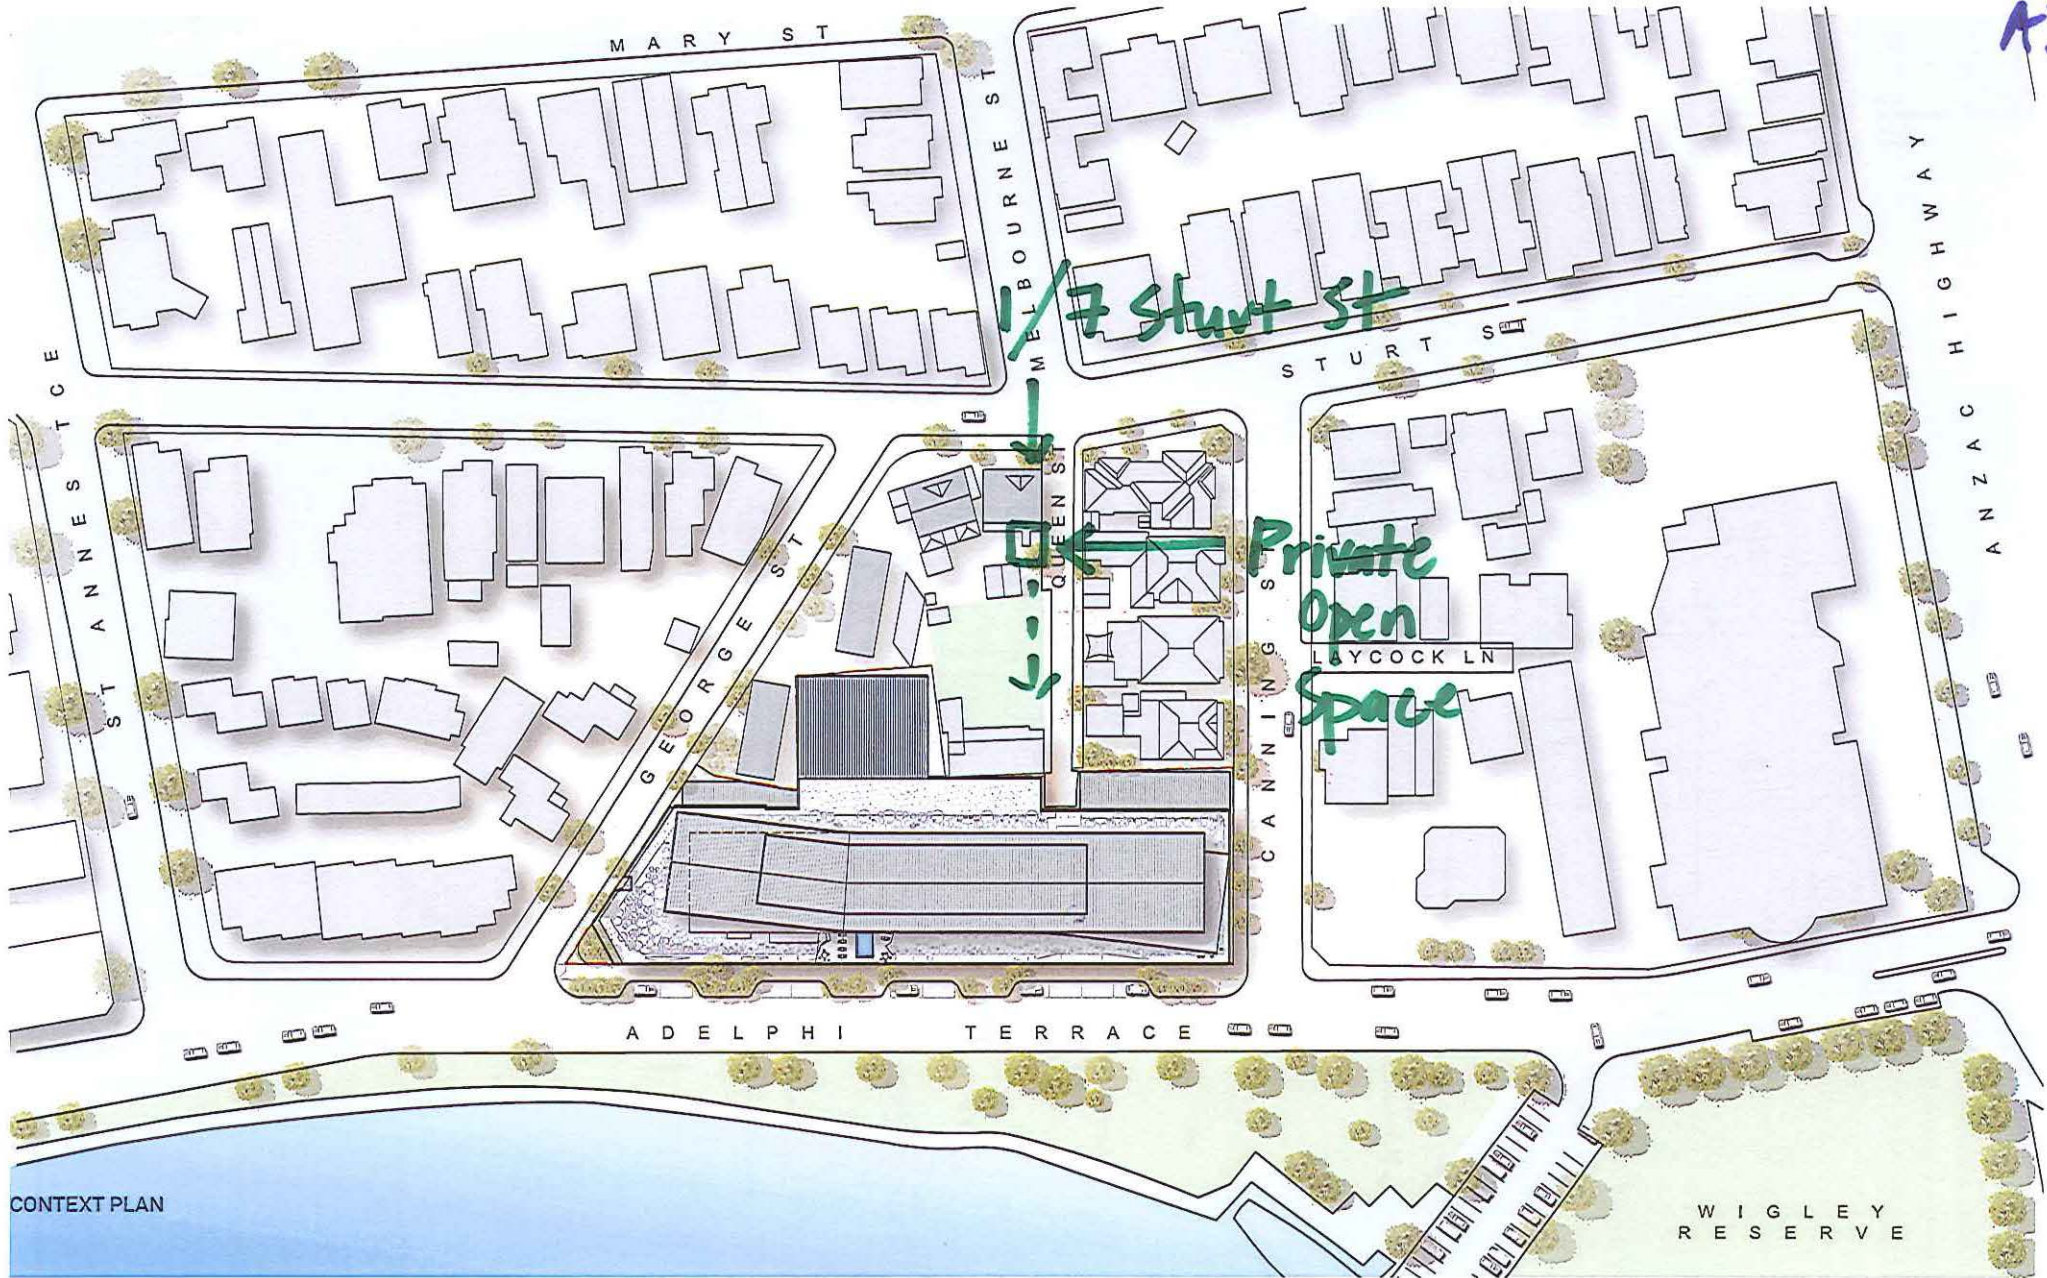 MARY ST
MELBOURNE ST
ANZAC HIGHWAY
1/7 Sturt St
STURT ST
ST ANNES TCE
QUEEN ST
GEORGE ST
CANNING ST
Private
Open
Space
LAYCOCK LN
ADELPHI TERRACE
CONTEXT PLAN
WIGLEY
RESERVE